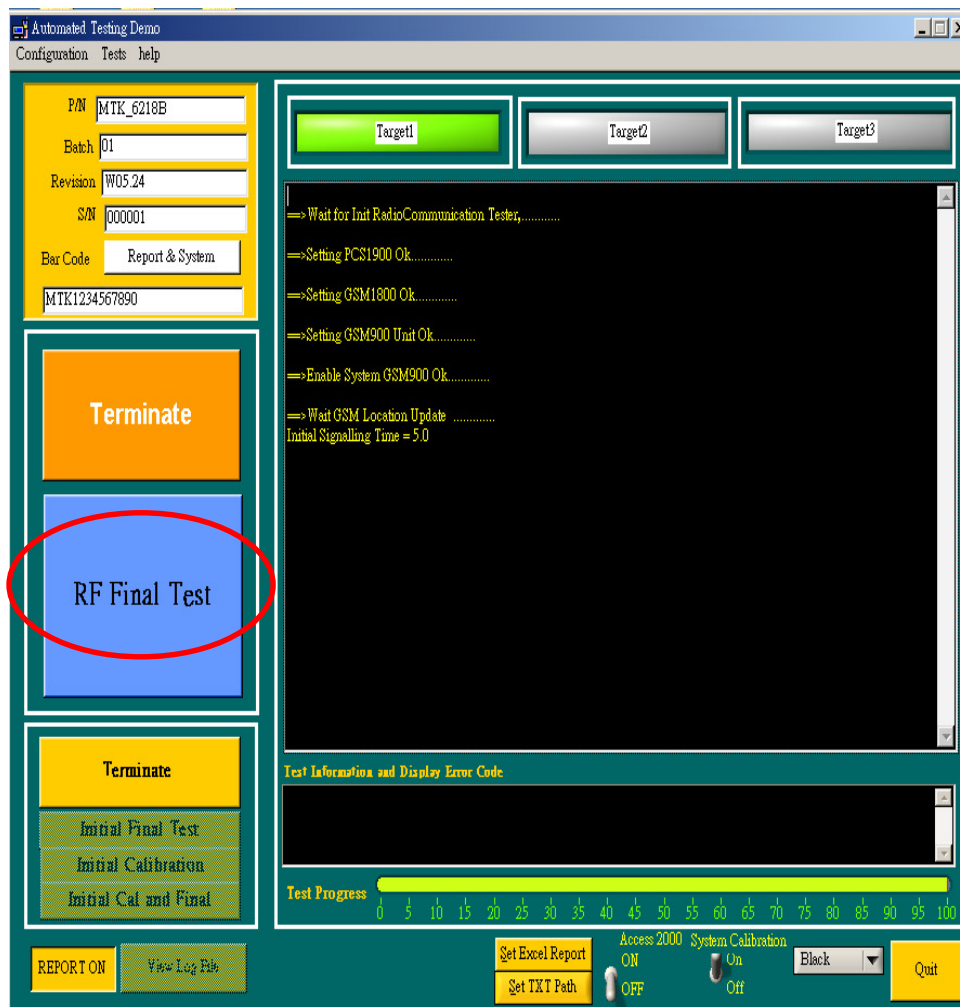 Automated Testing Demo
Configuration Tests help
P/N MTK_6218B
Batch 01
Revision W05.24
S/N 000001
Bar Code Report & System
MTK1234567890
Terminate
RF Final Test
Terminate
Initial Final Test
Initial Calibration
Initial Cal and Final
REPORT ON
View Log File
Target1
Target2
Target3
==>Wait for Init RadioCommunication Tester,............
==>Setting PCS1900 Ok.............
==>Setting GSM1800 Ok.............
==>Setting GSM900 Unit Ok.............
==>Enable System GSM900 Ok.............
==>Wait GSM Location Update .............
Initial Signalling Time = 5.0
Test Information and Display Error Code
Test Progress
0 5 10 15 20 25 30 35 40 45 50 55 60 65 70 75 80 85 90 95 100
Set Excel Report
Set TXT Path
Access 2000
ON
OFF
System Calibration
On
Off
Black
Quit